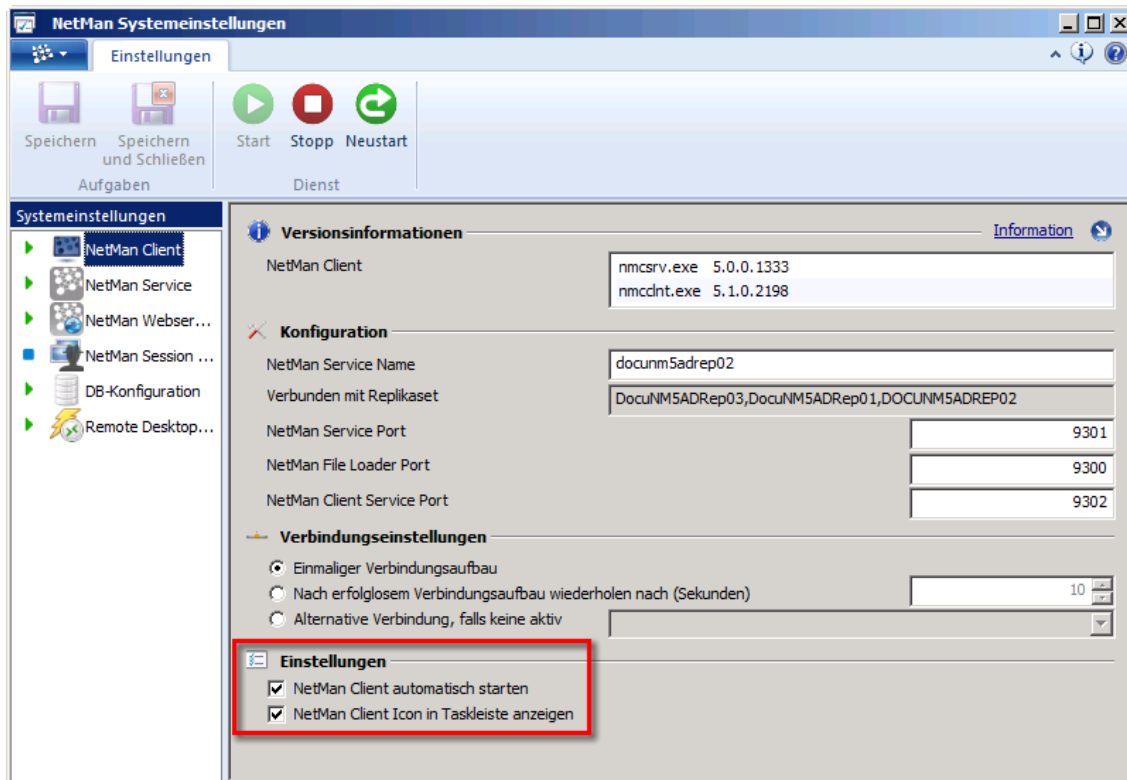 NetMan Systemeinstellungen
Einstellungen
Speichern
Speichern und Schließen
Start
Stopp
Neustart
Aufgaben
Dienst
Systemeinstellungen
NetMan Client
NetMan Service
NetMan Webser...
NetMan Session ...
DB-Konfiguration
Remote Desktop...
Versionsinformationen
Information
NetMan Client
nmcsrv.exe 5.0.0.1333
nmcclnt.exe 5.1.0.2198
Konfiguration
NetMan Service Name
docunm5adrep02
Verbunden mit Replikaset
DocuNM5ADRep03,DocuNM5ADRep01,DOCUNM5ADREP02
NetMan Service Port
9301
NetMan File Loader Port
9300
NetMan Client Service Port
9302
Verbindungseinstellungen
Einmaliger Verbindungsaufbau
Nach erfolglosem Verbindungsaufbau wiederholen nach (Sekunden)
10
Alternative Verbindung, falls keine aktiv
Einstellungen
NetMan Client automatisch starten
NetMan Client Icon in Taskleiste anzeigen